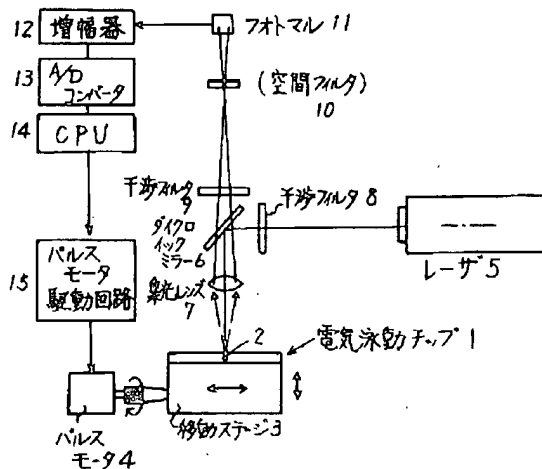 12 増幅器
フォトマル 11
13 A/D
コンバータ
14 CPU
(空間フィルタ)
10
干渉フィルタ
9
干渉フィルタ 8
ダイクロ
イック
ミラー6
レーザ 5
集光レンズ
7
15 パルス
モータ
駆動回路
2
電気泳動チップ 1
パルス
モータ4
移動ステージ3